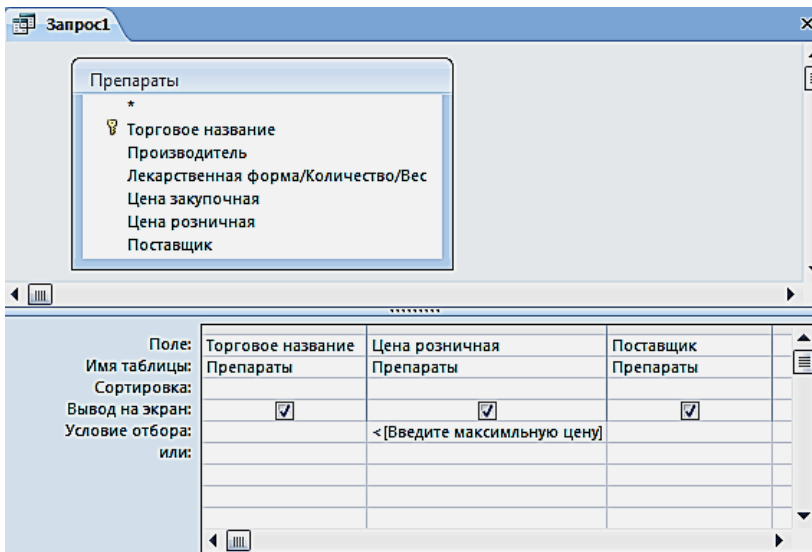 Запрос1
Препараты
*
Торговое название
Производитель
Лекарственная форма/Количество/Вес
Цена закупочная
Цена розничная
Поставщик
Поле: Торговое название Цена розничная Поставщик
Имя таблицы: Препараты Препараты Препараты
Сортировка:
Вывод на экран:
Условие отбора: <[Введите максимльную цену]
или: